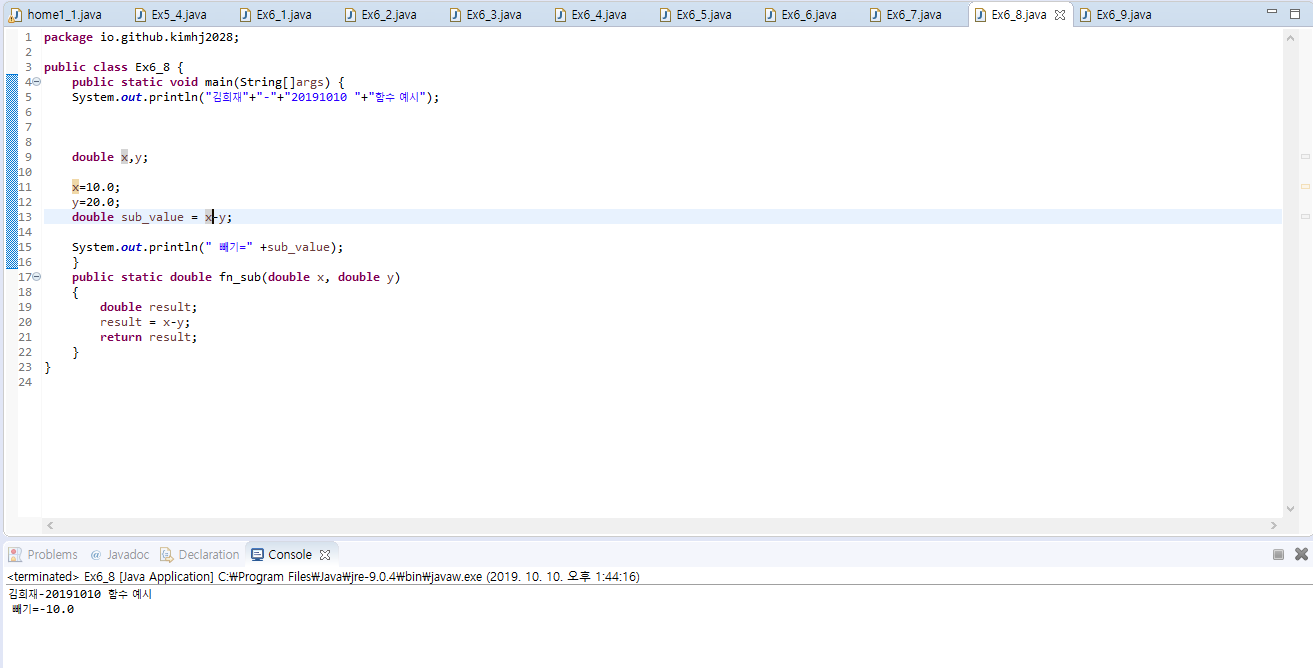 home1_1.java Ex5_4.java Ex6_1.java Ex6_2.java Ex6_3.java Ex6_4.java Ex6_5.java Ex6_6.java Ex6_7.java Ex6_8.java Ex6_9.java
1 package io.github.kimhj2028;
2
3 public class Ex6_8 {
4 public static void main(String[]args) {
5 System.out.println("김희재"+"-"+"20191010 "+"함수 예시");
6
7
8
9 double x,y;
10
11 x=10.0;
12 y=20.0;
13 double sub_value = x-y;
14
15 System.out.println(" 빼기=" +sub_value);
16 }
17 public static double fn_sub(double x, double y)
18 {
19 double result;
20 result = x-y;
21 return result;
22 }
23 }
24
Problems @ Javadoc Declaration Console
<terminated> Ex6_8 [Java Application] C:₩Program Files₩Java₩jre-9.0.4₩bin₩javaw.exe (2019. 10. 10. 오후 1:44:16)
김희재-20191010 함수 예시
빼기=-10.0